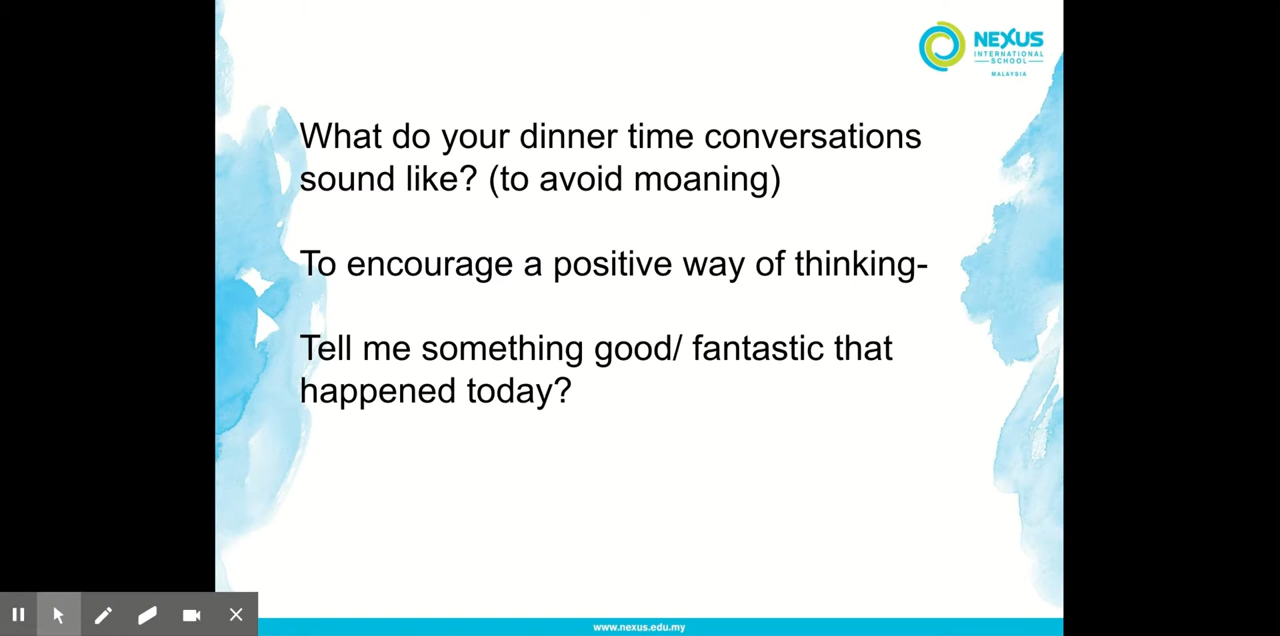 NEXUS
INTERNATIONAL
SCHOOL
MALAYSIA
What do your dinner time conversations
sound like? (to avoid moaning)
To encourage a positive way of thinking-
Tell me something good/ fantastic that
happened today?
www.nexus.edu.my